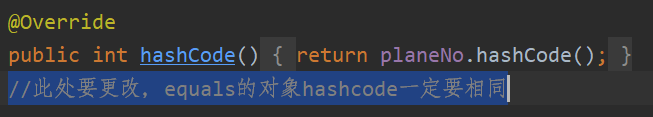 @Override
public int hashCode() { return planeNo.hashCode(); }
//此处要更改，equals的对象hashcode一定要相同